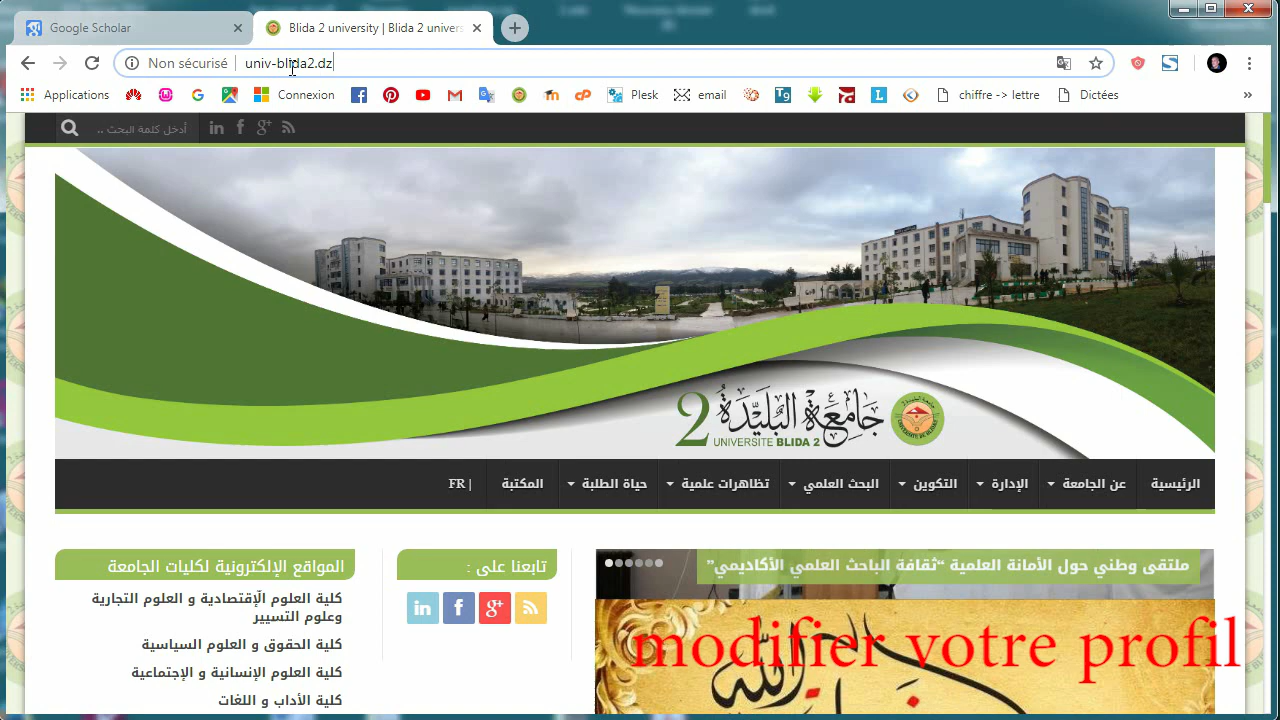 Google Scholar
Blida 2 university | Blida 2 univers
Non sécurisé
univ-blida2.dz
Applications
Connexion
Plesk
email
chiffre -> lettre
Dictées
»
أدخل كلمة البحث ..
جامعة البليدة 2
UNIVERSITE BLIDA 2
الرئيسية
عن الجامعة
الإدارة
التكوين
البحث العلمي
تظاهرات علمية
حياة الطلبة
المكتبة
FR |
ملتقى وطني حول الأمانة العلمية “ثقافة الباحث العلمي الأكاديمي”
تابعنا على :
المواقع الإلكترونية لكليات الجامعة
كلية العلوم الإقتصادية و العلوم التجارية
وعلوم التسيير
كلية الحقوق و العلوم السياسية
كلية العلوم الإنسانية و الإجتماعية
كلية الأداب و اللغات
modifier votre profil